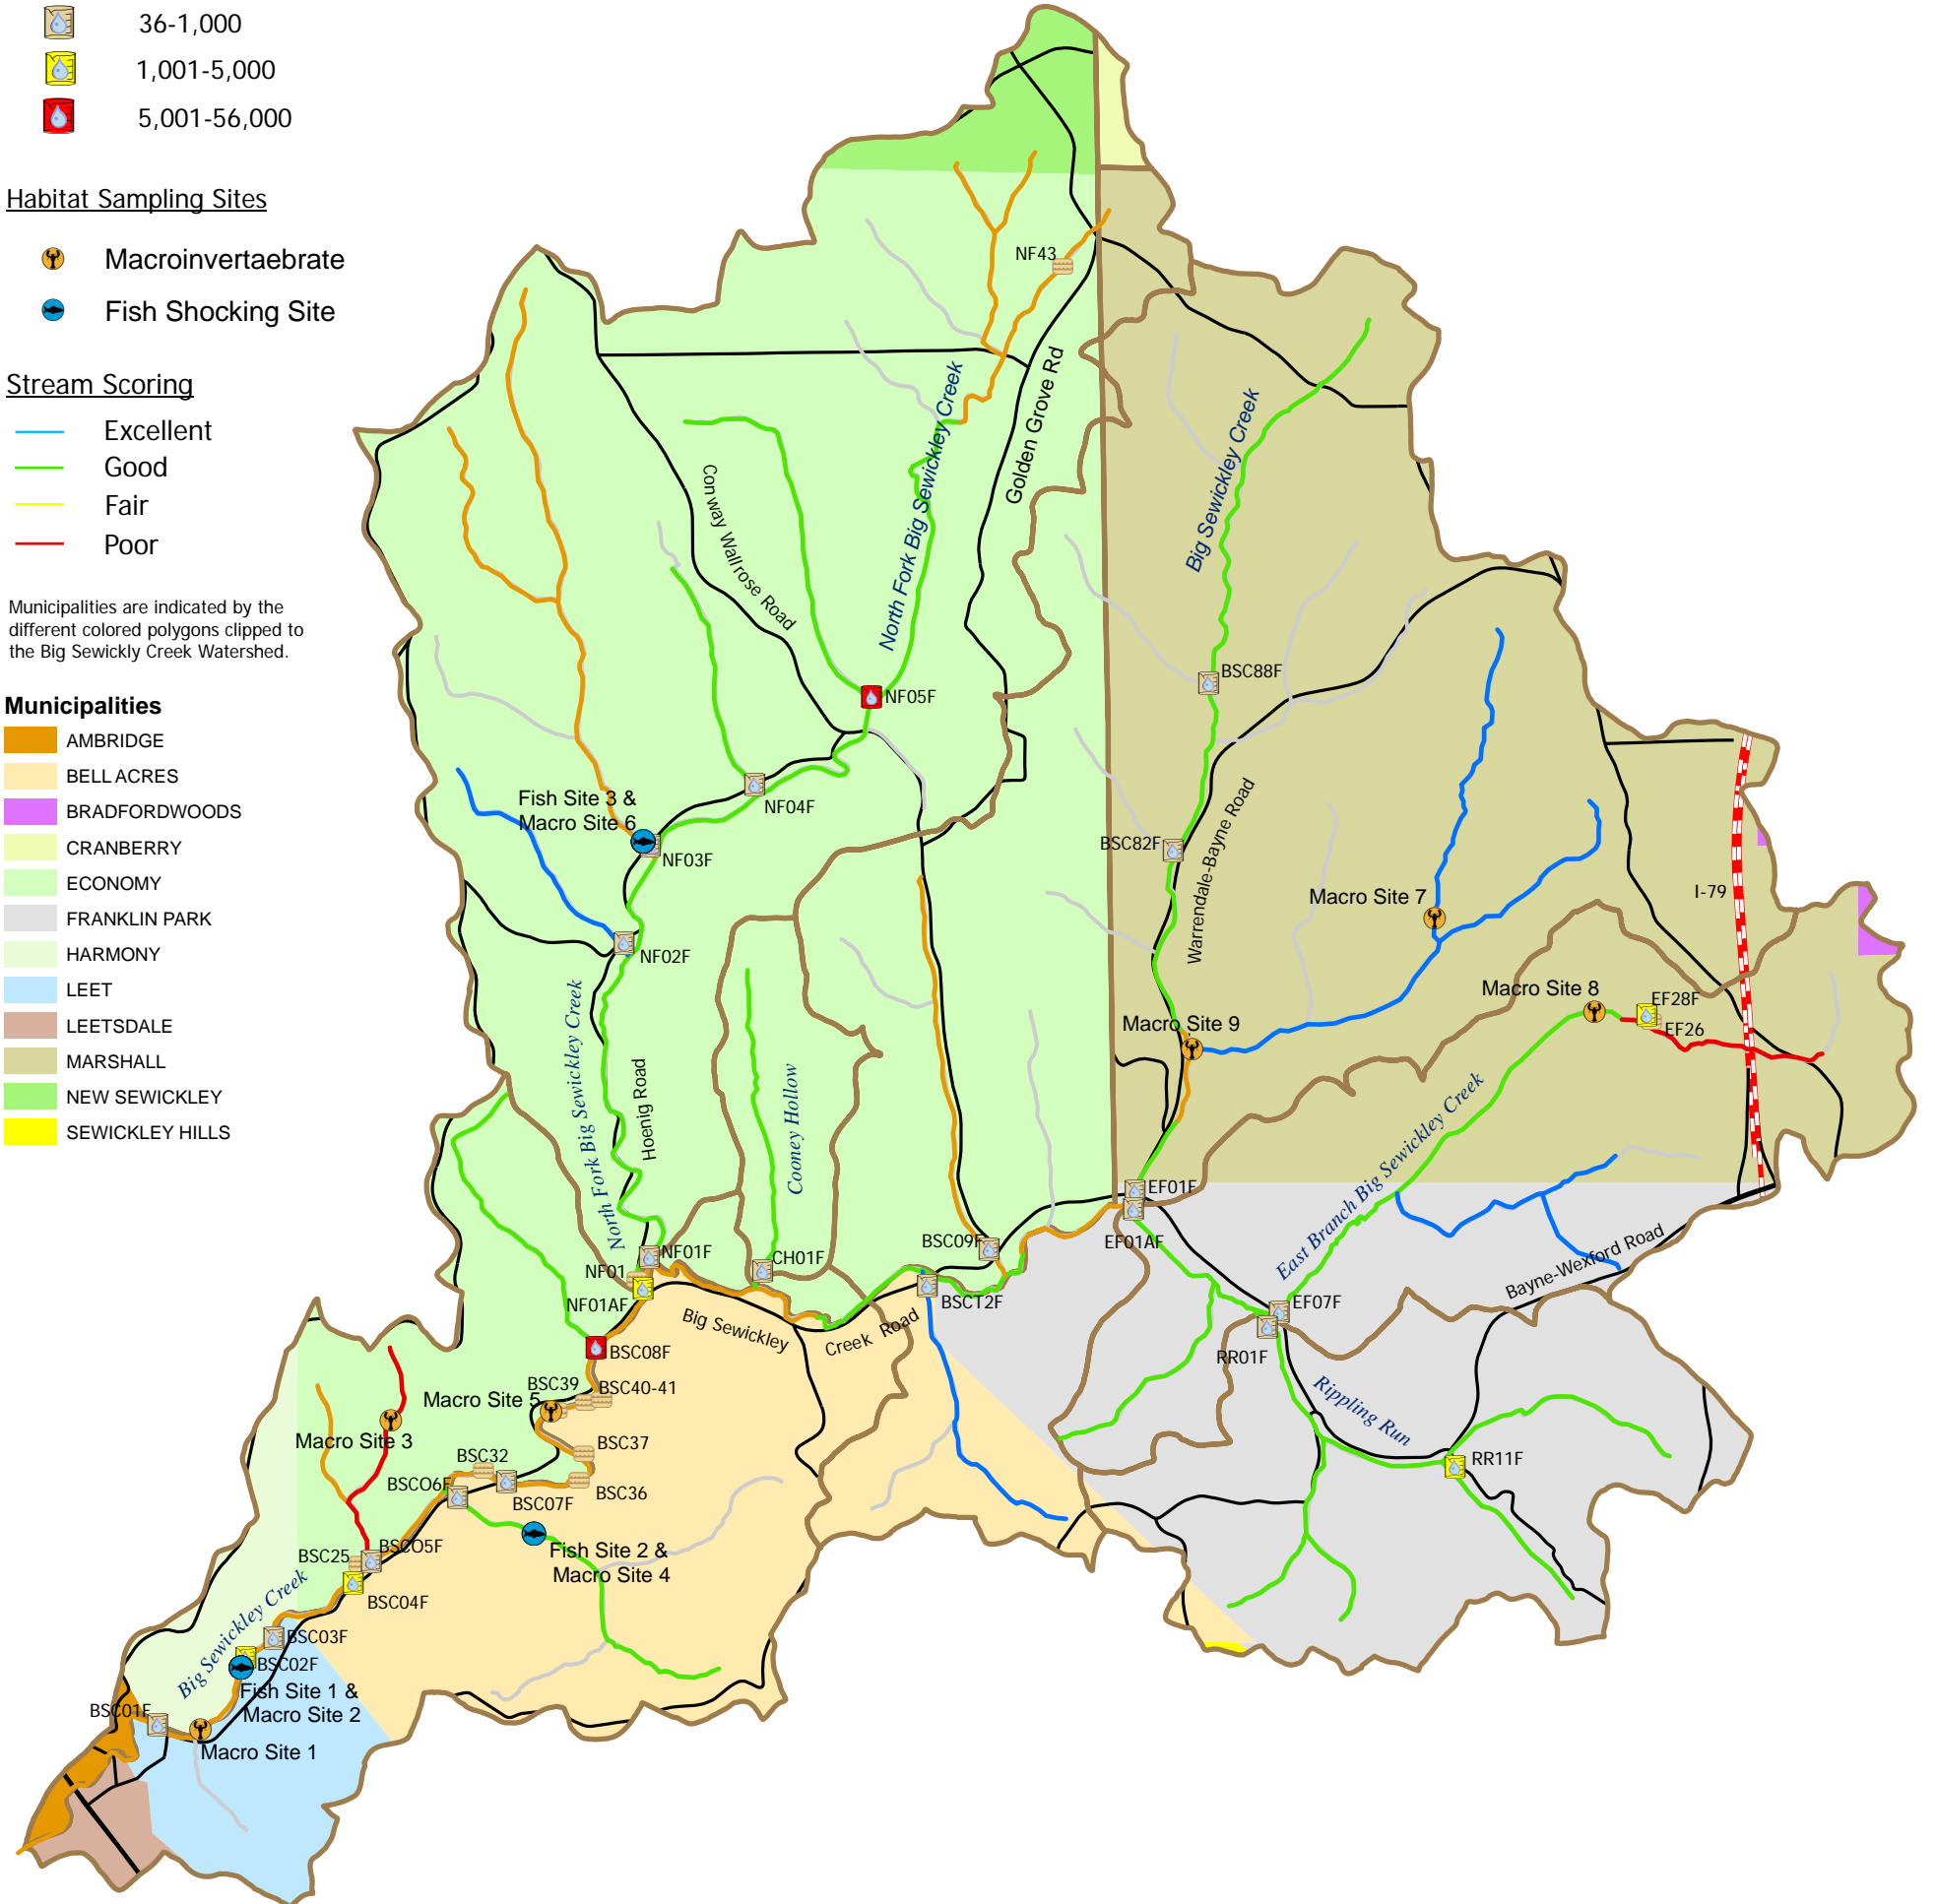 36-1,000
1,001-5,000
5,001-56,000
Habitat Sampling Sites
Macroinvertaebrate
Fish Shocking Site
Stream Scoring
Excellent
Good
Fair
Poor
Municipalities are indicated by the
different colored polygons clipped to
the Big Sewickly Creek Watershed.
Municipalities
AMBRIDGE
BELL ACRES
BRADFORDWOODS
CRANBERRY
ECONOMY
FRANKLIN PARK
HARMONY
LEET
LEETSDALE
MARSHALL
NEW SEWICKLEY
SEWICKLEY HILLS
NF43
Golden Grove Rd
North Fork Big Sewickley Creek
Big Sewickley Creek
Conway Wallrose Road
NF05F
BSC88F
NF04F
Fish Site 3 &
Macro Site 6
NF03F
BSC82F
Warrendale-Bayne Road
Macro Site 7
I-79
NF02F
Macro Site 8
EF28F
EF26
Macro Site 9
North Fork Big Sewickley Creek
Hoenig Road
Cooney Hollow
East Branch Big Sewickley Creek
EF01F
EF01AF
BSC09F
NF01F
CH01F
NF01
NF01AF
BSCT2F
Bayne-Wexford Road
EF07F
RR01F
Big Sewickley
Creek Road
BSC08F
Rippling Run
RR11F
BSC39
BSC40-41
Macro Site 5
Macro Site 3
BSC37
BSC32
BSC36
BSCO6F
BSC07F
Fish Site 2 &
Macro Site 4
BSC25
BSCO5F
BSC04F
Big Sewickley Creek
BSC03F
BSC02F
Fish Site 1 &
Macro Site 2
BSC01F
Macro Site 1